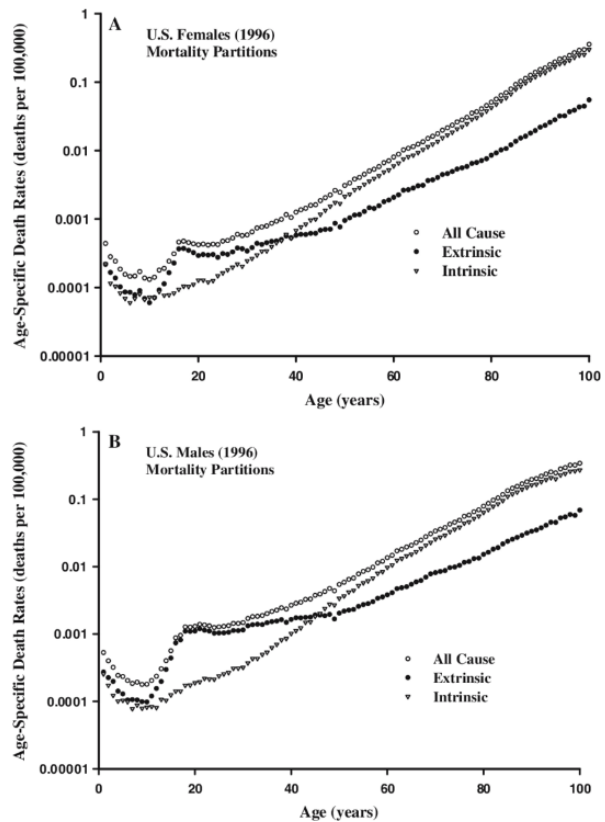 A
U.S. Females (1996)
Mortality Partitions
Age-Specific Death Rates (deaths per 100,000)
1
0.1
0.01
0.001
0.0001
0.00001
All Cause
Extrinsic
Intrinsic
0 20 40 60 80 100
Age (years)
B
U.S. Males (1996)
Mortality Partitions
Age-Specific Death Rates (deaths per 100,000)
1
0.1
0.01
0.001
0.0001
0.00001
All Cause
Extrinsic
Intrinsic
0 20 40 60 80 100
Age (years)